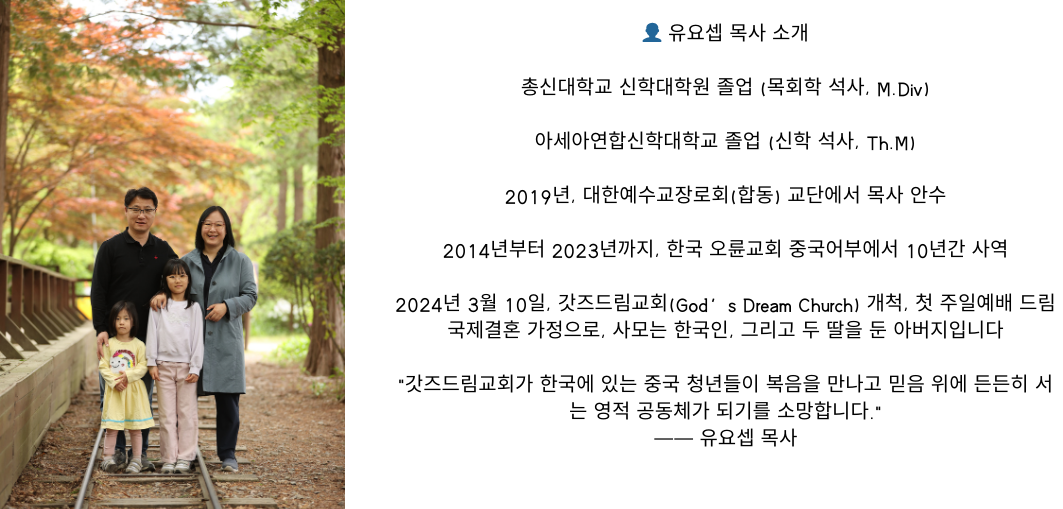 👤 유요셉 목사 소개
총신대학교 신학대학원 졸업 (목회학 석사, M.Div)
아세아연합신학대학교 졸업 (신학 석사, Th.M)
2019년, 대한예수교장로회(합동) 교단에서 목사 안수
2014년부터 2023년까지, 한국 오륜교회 중국어부에서 10년간 사역
2024년 3월 10일, 갓즈드림교회(God’s Dream Church) 개척, 첫 주일예배 드림
국제결혼 가정으로, 사모는 한국인, 그리고 두 딸을 둔 아버지입니다
"갓즈드림교회가 한국에 있는 중국 청년들이 복음을 만나고 믿음 위에 든든히 서
는 영적 공동체가 되기를 소망합니다."
—— 유요셉 목사